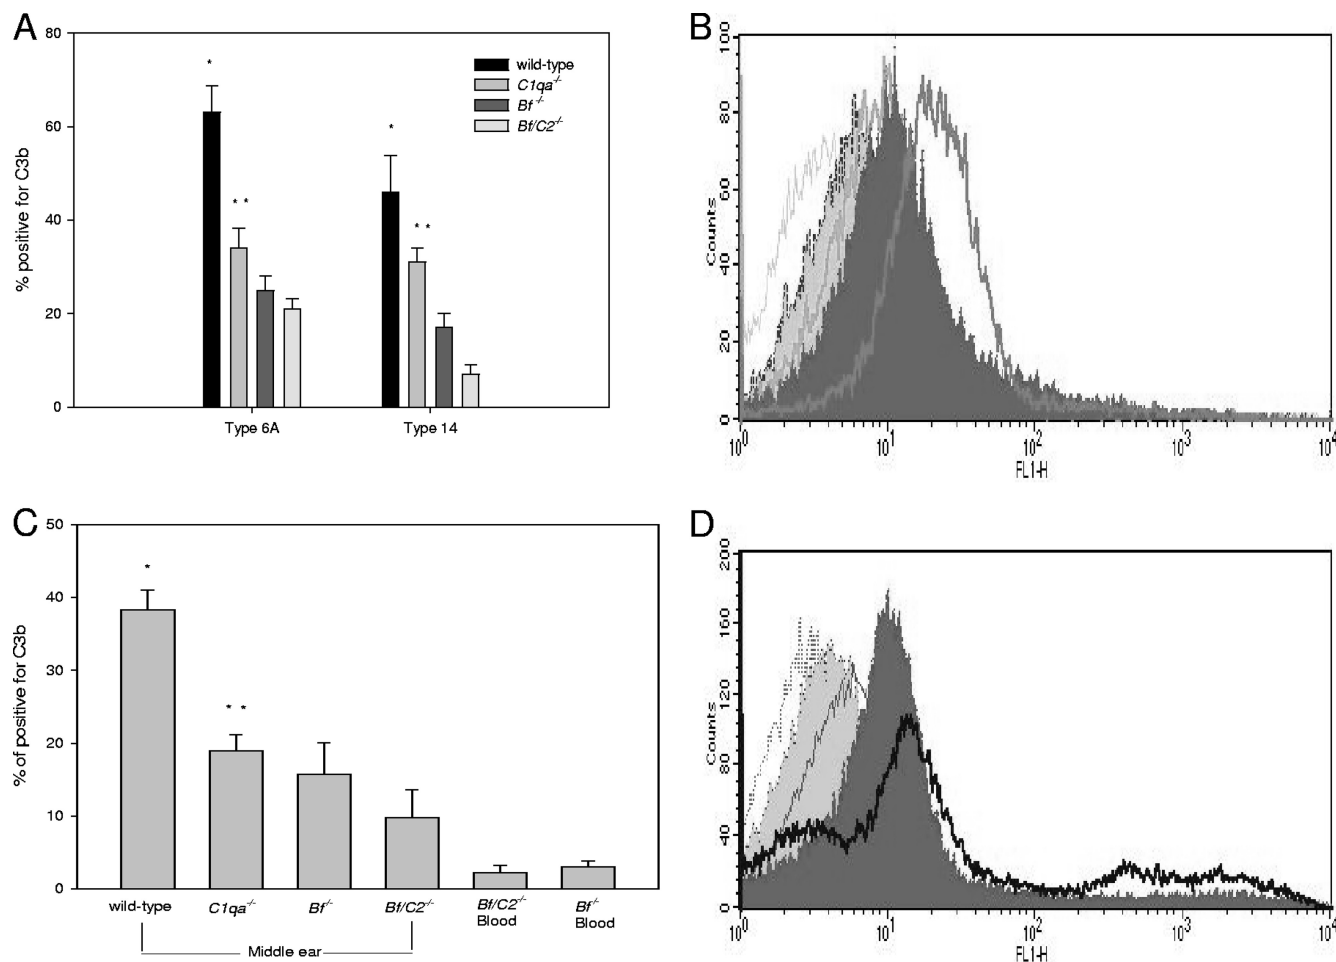 A
80
60
40
20
0
% positive for C3b
*
* *
*
* *
wild-type
C1qa-/-
Bf -/-
Bf/C2-/-
Type 6A
Type 14
B
100
80
60
40
20
0
Counts
10^0
10^1
10^2
10^3
10^4
FL1-H
C
50
40
30
20
10
0
% of positive for C3b
*
* *
wild-type
C1qa-/-
Bf-/-
Bf/C2-/-
Bf/C2-/-
Blood
Bf-/-
Blood
Middle ear
D
200
160
120
80
40
0
Counts
10^0
10^1
10^2
10^3
10^4
FL1-H